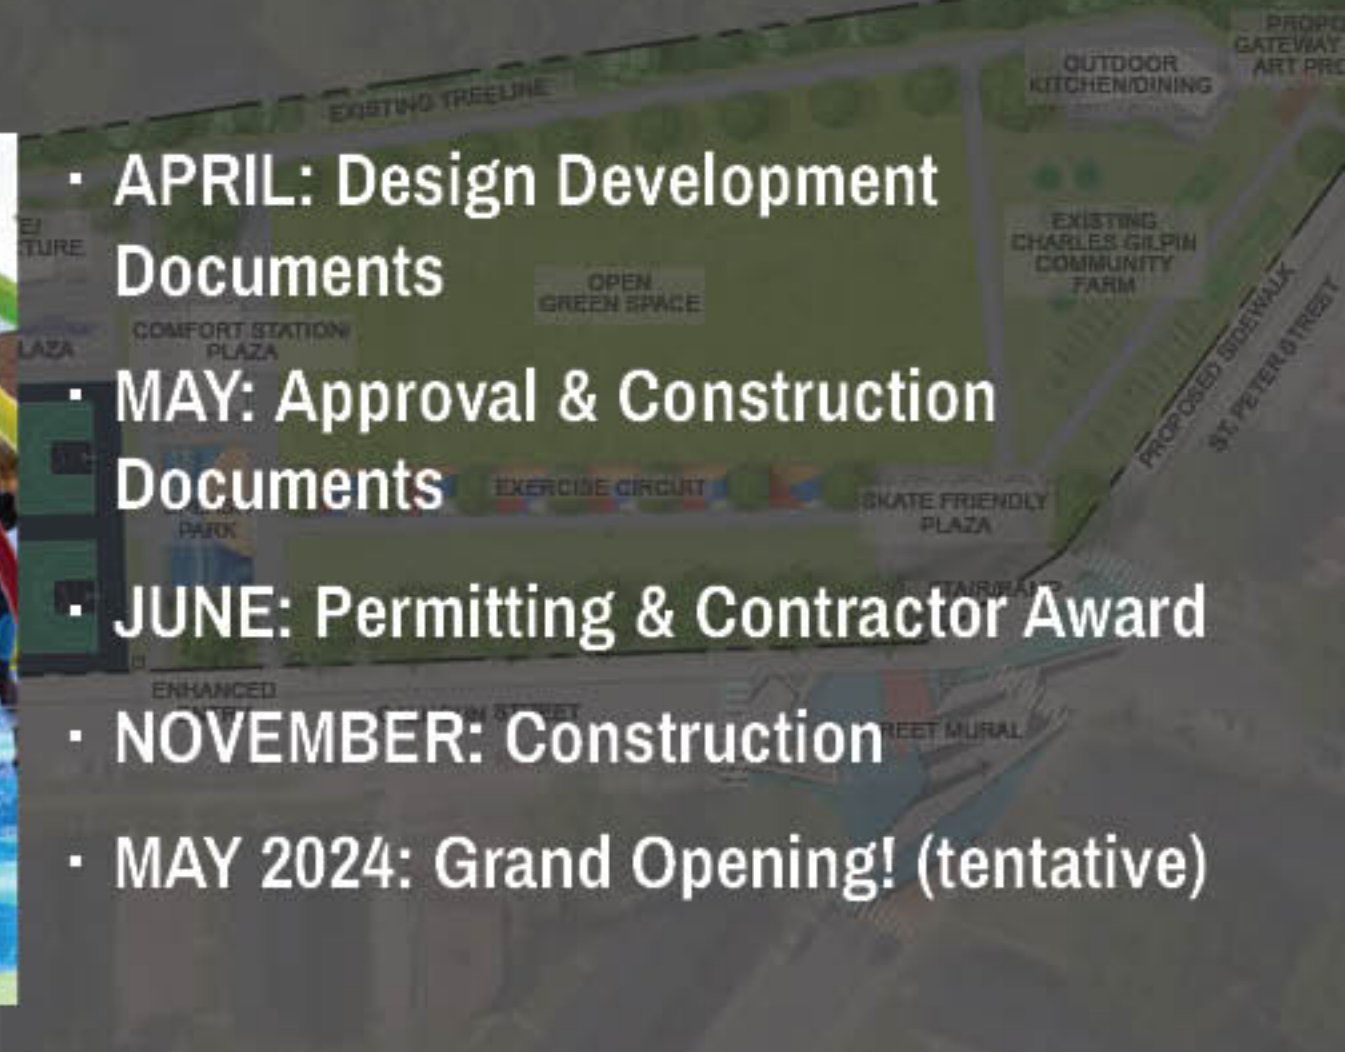 EXISTING TREELINE
OUTDOOR
KITCHEN/DINING
GATEWAY
· APRIL: Design Development
Documents
OPEN
GREEN SPACE
EXISTING
CHARLES GILPIN
COMMUNITY
FARM
COMFORT STATION/
PLAZA
PROPOSED SIDEWALK
ST. PETER STREET
· MAY: Approval & Construction
Documents
EXERCISE CIRCUIT
PARK
SKATE FRIENDLY
PLAZA
· JUNE: Permitting & Contractor Award
ENHANCED
· NOVEMBER: Construction
MURAL
· MAY 2024: Grand Opening! (tentative)